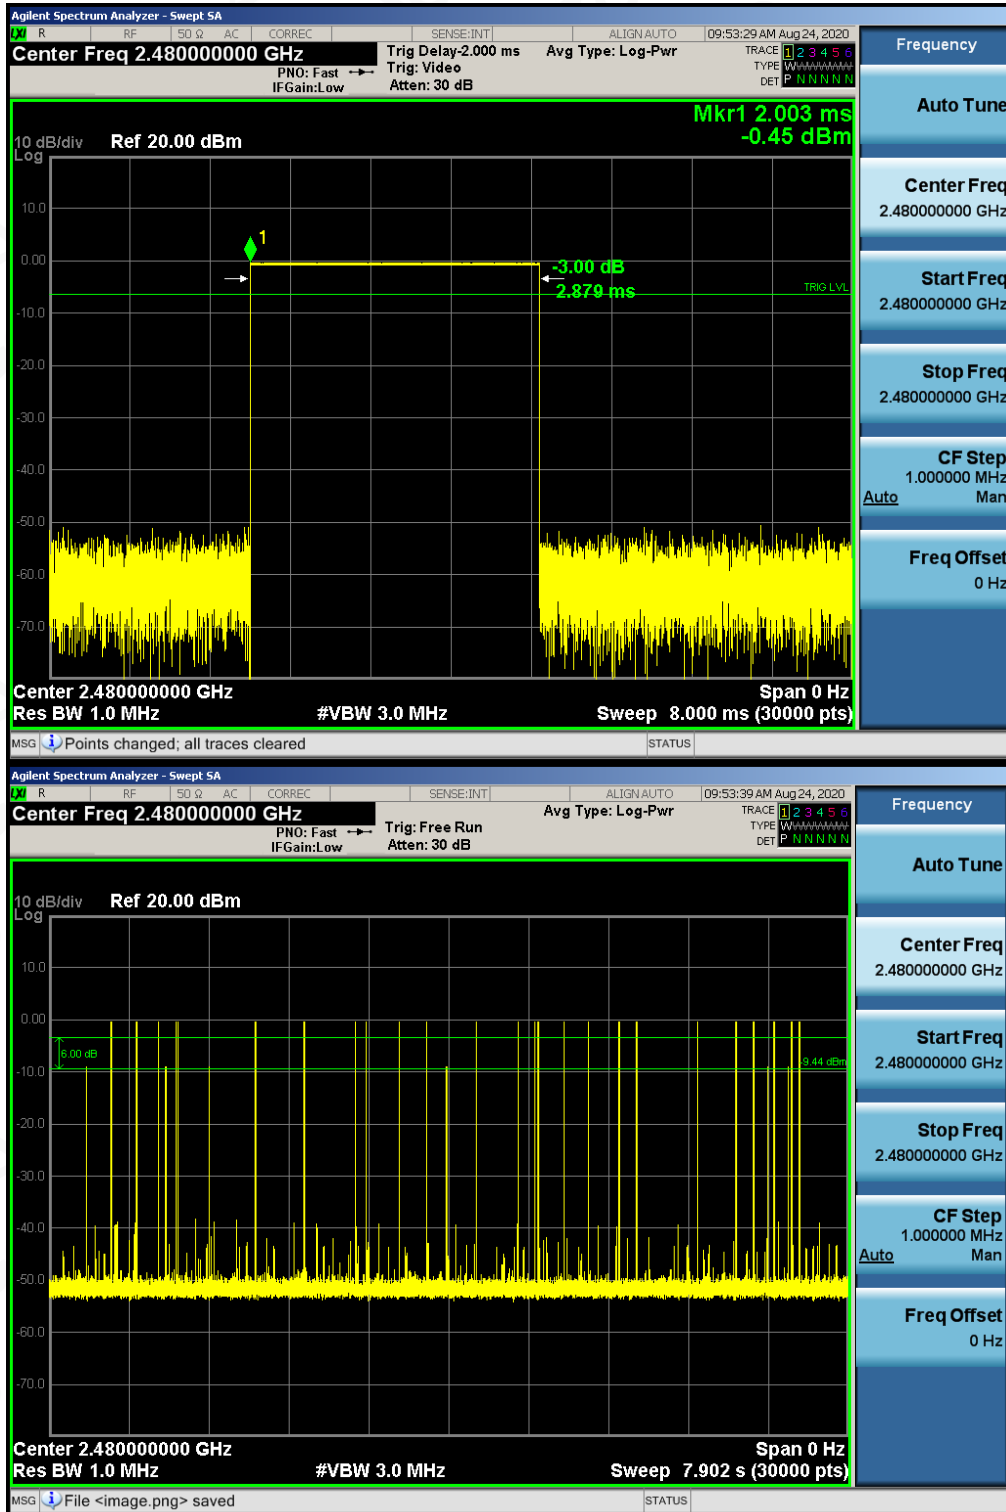 Agilent Spectrum Analyzer - Swept SA
LXI R RF 50 Ω AC CORREC SENSE:INT ALIGN AUTO 09:53:29 AM Aug 24, 2020
Center Freq 2.480000000 GHz
PNO: Fast
IFGain:Low
Trig Delay-2.000 ms
Trig: Video
Atten: 30 dB
Avg Type: Log-Pwr
TRACE 1 2 3 4 5 6
TYPE WWWWWW
DET P N N N N N
Mkr1 2.003 ms
-0.45 dBm
10 dB/div Ref 20.00 dBm
Log
10.0
0.00
-10.0
-20.0
-30.0
-40.0
-50.0
-60.0
-70.0
1
-3.00 dB
2.879 ms
TRIG LVL
Center 2.480000000 GHz Span 0 Hz
Res BW 1.0 MHz #VBW 3.0 MHz Sweep 8.000 ms (30000 pts)
MSG Points changed; all traces cleared STATUS
Frequency
Auto Tune
Center Freq
2.480000000 GHz
Start Freq
2.480000000 GHz
Stop Freq
2.480000000 GHz
CF Step
1.000000 MHz
Auto Man
Freq Offset
0 Hz
Agilent Spectrum Analyzer - Swept SA
LXI R RF 50 Ω AC CORREC SENSE:INT ALIGN AUTO 09:53:39 AM Aug 24, 2020
Center Freq 2.480000000 GHz
PNO: Fast
IFGain:Low
Trig: Free Run
Atten: 30 dB
Avg Type: Log-Pwr
TRACE 1 2 3 4 5 6
TYPE WWWWWW
DET P N N N N N
10 dB/div Ref 20.00 dBm
Log
10.0
0.00
-10.0
-20.0
-30.0
-40.0
-50.0
-60.0
-70.0
6.00 dB
-9.44 dBm
Center 2.480000000 GHz Span 0 Hz
Res BW 1.0 MHz #VBW 3.0 MHz Sweep 7.902 s (30000 pts)
MSG File <image.png> saved STATUS
Frequency
Auto Tune
Center Freq
2.480000000 GHz
Start Freq
2.480000000 GHz
Stop Freq
2.480000000 GHz
CF Step
1.000000 MHz
Auto Man
Freq Offset
0 Hz